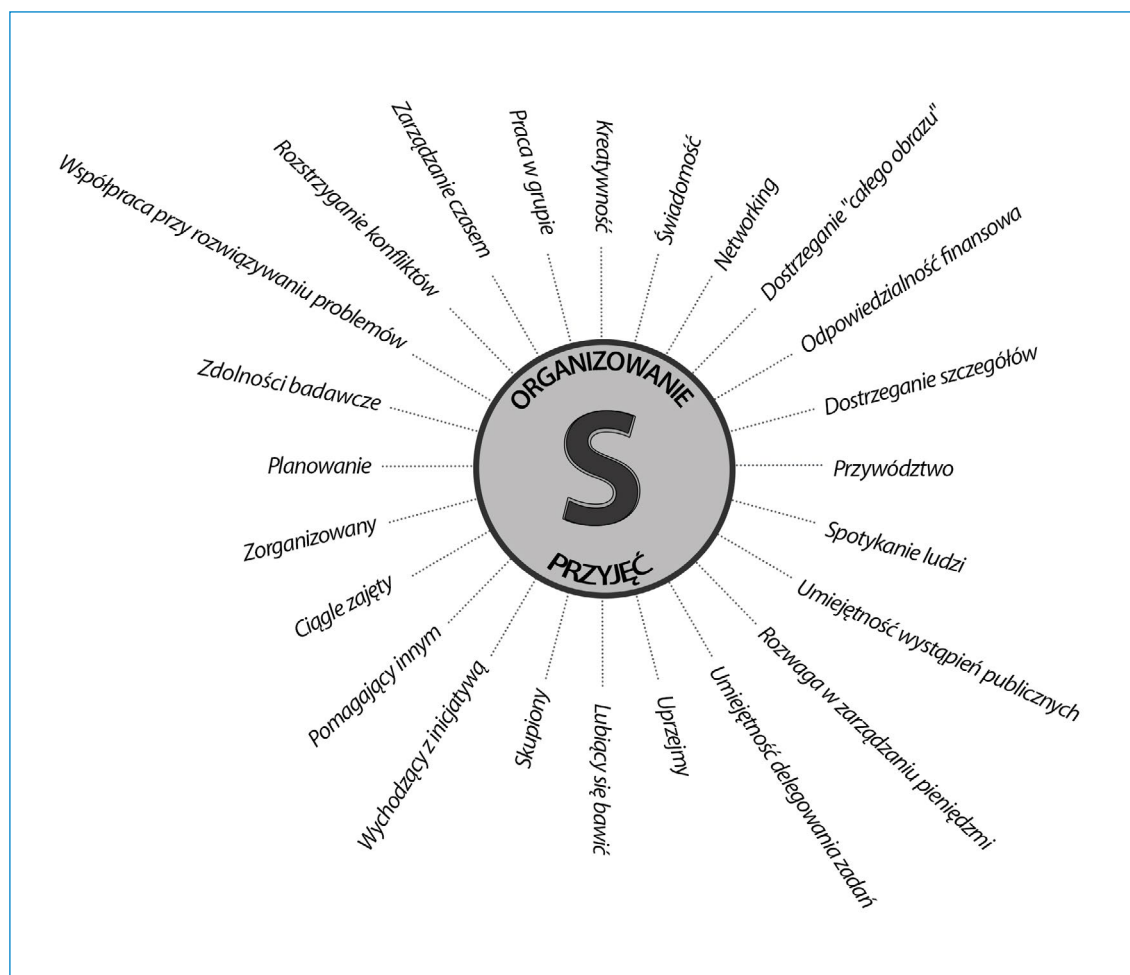 ORGANIZOWANIE
S
PRZYJĘĆ
Kreatywność
Świadomość
Networking
Dostrzeganie "całego obrazu"
Odpowiedzialność finansowa
Dostrzeganie szczegółów
Przywództwo
Spotykanie ludzi
Umiejętność wystąpień publicznych
Rozwaga w zarządzaniu pieniędzmi
Umiejętność delegowania zadań
Uprzejmy
Lubiący się bawić
Skupiony
Wychodzący z inicjatywą
Pomagający innym
Ciągle zajęty
Zorganizowany
Planowanie
Zdolności badawcze
Współpraca przy rozwiązywaniu problemów
Rozstrzyganie konfliktów
Zarządzanie czasem
Praca w grupie